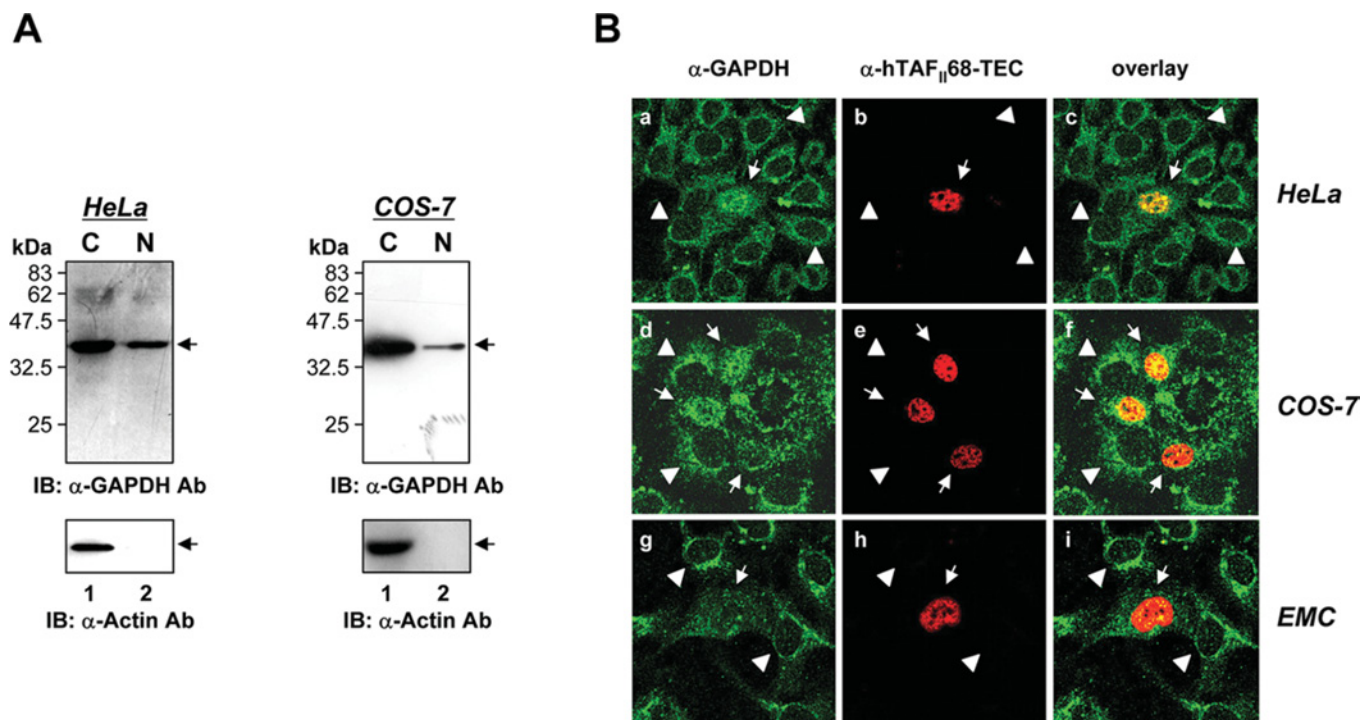 A
HeLa
C N
kDa
83
62
47.5
32.5
25
IB: α-GAPDH Ab
1 2
IB: α-Actin Ab
COS-7
C N
kDa
83
62
47.5
32.5
25
IB: α-GAPDH Ab
1 2
IB: α-Actin Ab
B
α-GAPDH α-hTAFII68-TEC overlay
a b c HeLa
d e f COS-7
g h i EMC